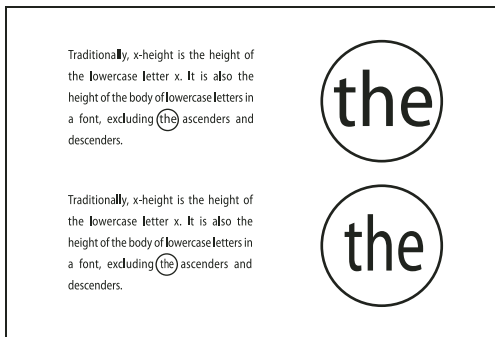 Traditionally, x-height is the height of
the lowercase letter x. It is also the
height of the body of lowercase letters in
a font, excluding the ascenders and
descenders.
the
Traditionally, x-height is the height of
the lowercase letter x. It is also the
height of the body of lowercase letters in
a font, excluding the ascenders and
descenders.
the